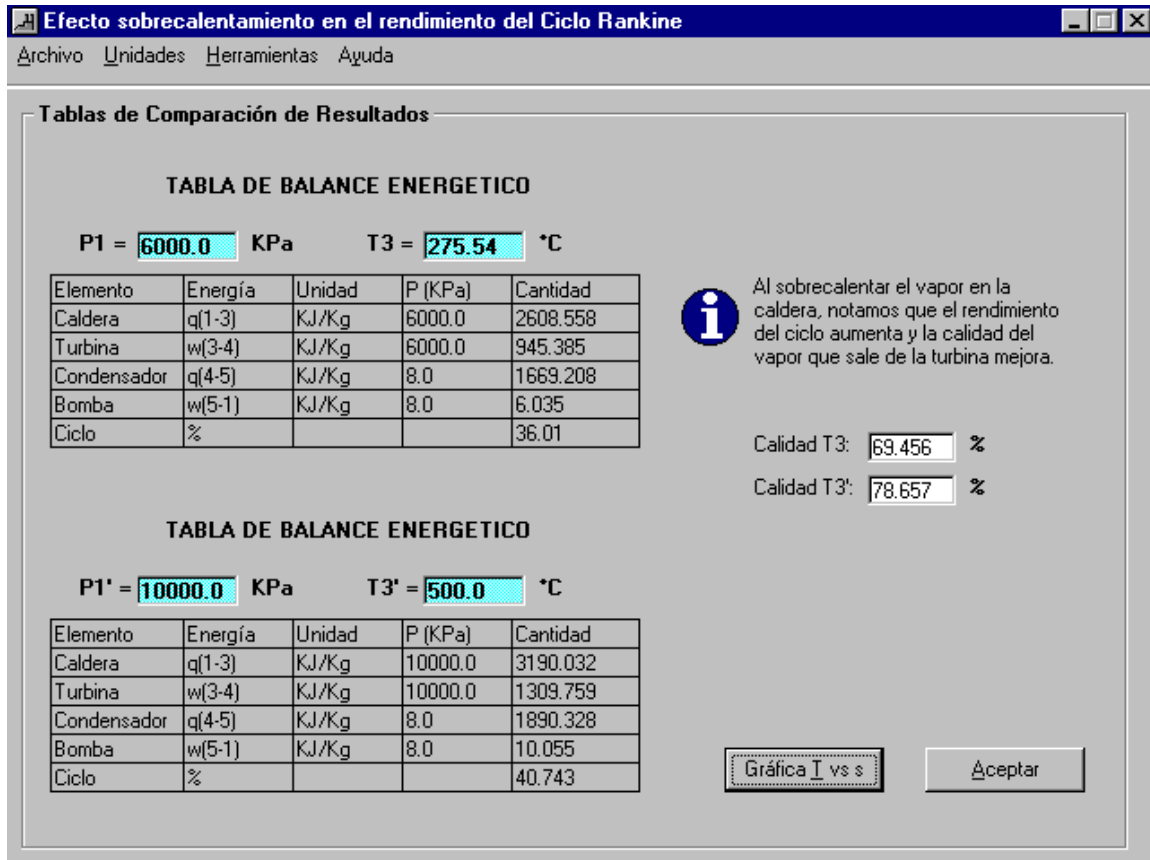 Efecto sobrecalentamiento en el rendimiento del Ciclo Rankine
Archivo Unidades Herramientas Ayuda
Tablas de Comparación de Resultados
TABLA DE BALANCE ENERGETICO
P1 = 6000.0 KPa T3 = 275.54 °C
Elemento Energía Unidad P (KPa) Cantidad
Caldera q(1-3) KJ/Kg 6000.0 2608.558
Turbina w(3-4) KJ/Kg 6000.0 945.385
Condensador q(4-5) KJ/Kg 8.0 1669.208
Bomba w(5-1) KJ/Kg 8.0 6.035
Ciclo % 36.01
Al sobrecalentar el vapor en la
caldera, notamos que el rendimiento
del ciclo aumenta y la calidad del
vapor que sale de la turbina mejora.
Calidad T3: 69.456 %
Calidad T3': 78.657 %
TABLA DE BALANCE ENERGETICO
P1' = 10000.0 KPa T3' = 500.0 °C
Elemento Energía Unidad P (KPa) Cantidad
Caldera q(1-3) KJ/Kg 10000.0 3190.032
Turbina w(3-4) KJ/Kg 10000.0 1309.759
Condensador q(4-5) KJ/Kg 8.0 1890.328
Bomba w(5-1) KJ/Kg 8.0 10.055
Ciclo % 40.743
Gráfica T vs s Aceptar